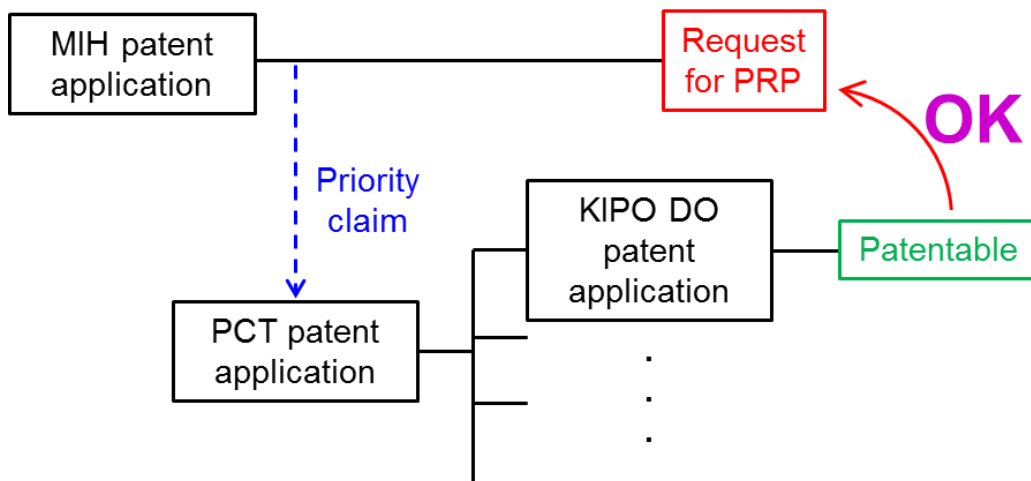 MIH patent
application
Request
for PRP
OK
Priority
claim
KIPO DO
patent
application
Patentable
PCT patent
application
.
.
.